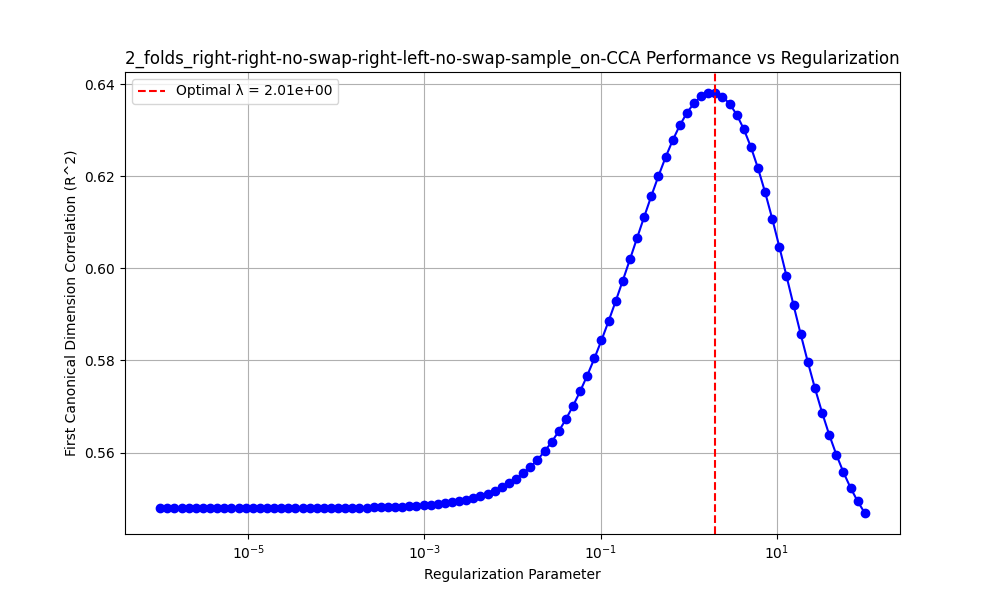 2_folds_right-right-no-swap-right-left-no-swap-sample_on-CCA Performance vs Regularization
Optimal λ = 2.01e+00
First Canonical Dimension Correlation (R^2)
0.64
0.62
0.60
0.58
0.56
10^-5
10^-3
10^-1
10^1
Regularization Parameter